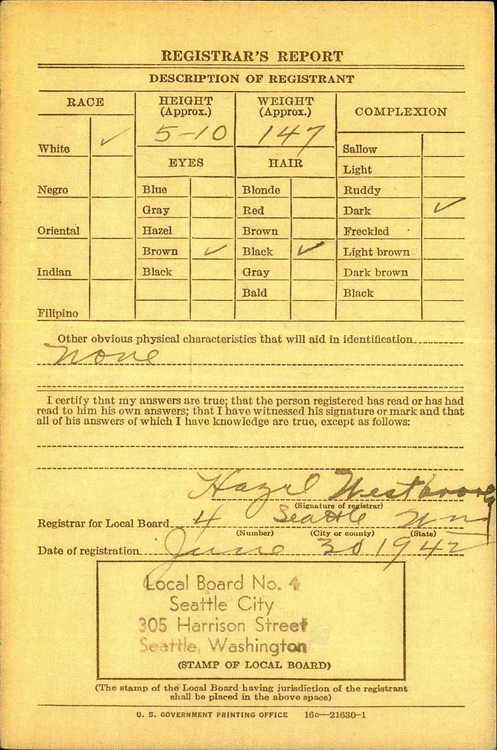 REGISTRAR'S REPORT
DESCRIPTION OF REGISTRANT
RACE
HEIGHT (Approx.)
WEIGHT (Approx.)
COMPLEXION
5-10
147
White ✓
Sallow
EYES
HAIR
Light
Negro
Blue
Blonde
Ruddy
Gray
Red
Dark ✓
Oriental
Hazel
Brown
Freckled
Brown ✓
Black ✓
Light brown
Indian
Black
Gray
Dark brown
Bald
Black
Filipino
Other obvious physical characteristics that will aid in identification
None
I certify that my answers are true; that the person registered has read or has had
read to him his own answers; that I have witnessed his signature or mark and that
all of his answers of which I have knowledge are true, except as follows:
Hazel Westbrook
(Signature of registrar)
Registrar for Local Board 4 Seattle Wn
(Number) (City or county) (State)
Date of registration June 30 1942
Local Board No. 4
Seattle City
305 Harrison Street
Seattle, Washington
(STAMP OF LOCAL BOARD)
(The stamp of the Local Board having jurisdiction of the registrant
shall be placed in the above space)
U. S. GOVERNMENT PRINTING OFFICE 16c—21630-1